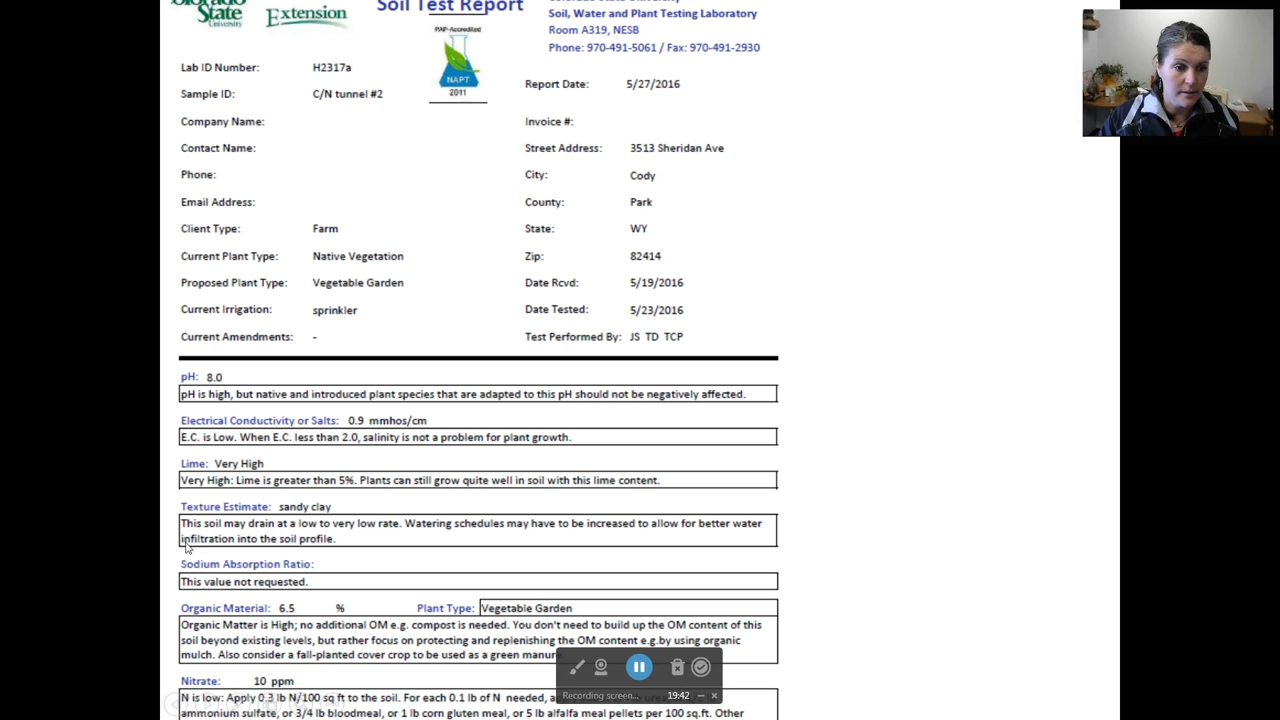 State
University
Extension
Soil Test Report
Soil, Water and Plant Testing Laboratory
Room A319, NESB
Phone: 970-491-5061 / Fax: 970-491-2930
PAP-Accredited
NAPT
2011
Lab ID Number: H2317a
Sample ID: C/N tunnel #2
Report Date: 5/27/2016
Company Name:
Invoice #:
Contact Name:
Street Address: 3513 Sheridan Ave
Phone:
City: Cody
Email Address:
County: Park
Client Type: Farm
State: WY
Current Plant Type: Native Vegetation
Zip: 82414
Proposed Plant Type: Vegetable Garden
Date Rcvd: 5/19/2016
Current Irrigation: sprinkler
Date Tested: 5/23/2016
Current Amendments: -
Test Performed By: JS TD TCP
pH: 8.0
pH is high, but native and introduced plant species that are adapted to this pH should not be negatively affected.
Electrical Conductivity or Salts: 0.9 mmhos/cm
E.C. is Low. When E.C. less than 2.0, salinity is not a problem for plant growth.
Lime: Very High
Very High: Lime is greater than 5%. Plants can still grow quite well in soil with this lime content.
Texture Estimate: sandy clay
This soil may drain at a low to very low rate. Watering schedules may have to be increased to allow for better water
infiltration into the soil profile.
Sodium Absorption Ratio:
This value not requested.
Organic Material: 6.5 % Plant Type: Vegetable Garden
Organic Matter is High; no additional OM e.g. compost is needed. You don't need to build up the OM content of this
soil beyond existing levels, but rather focus on protecting and replenishing the OM content e.g.by using organic
mulch. Also consider a fall-planted cover crop to be used as a green manure
Nitrate: 10 ppm
N is low: Apply 0.3 lb N/100 sq ft to the soil. For each 0.1 lb of N needed,
ammonium sulfate, or 3/4 lb bloodmeal, or 1 lb corn gluten meal, or 5 lb alfalfa meal pellets per 100 sq.ft. Other
Recording screen... 19:42